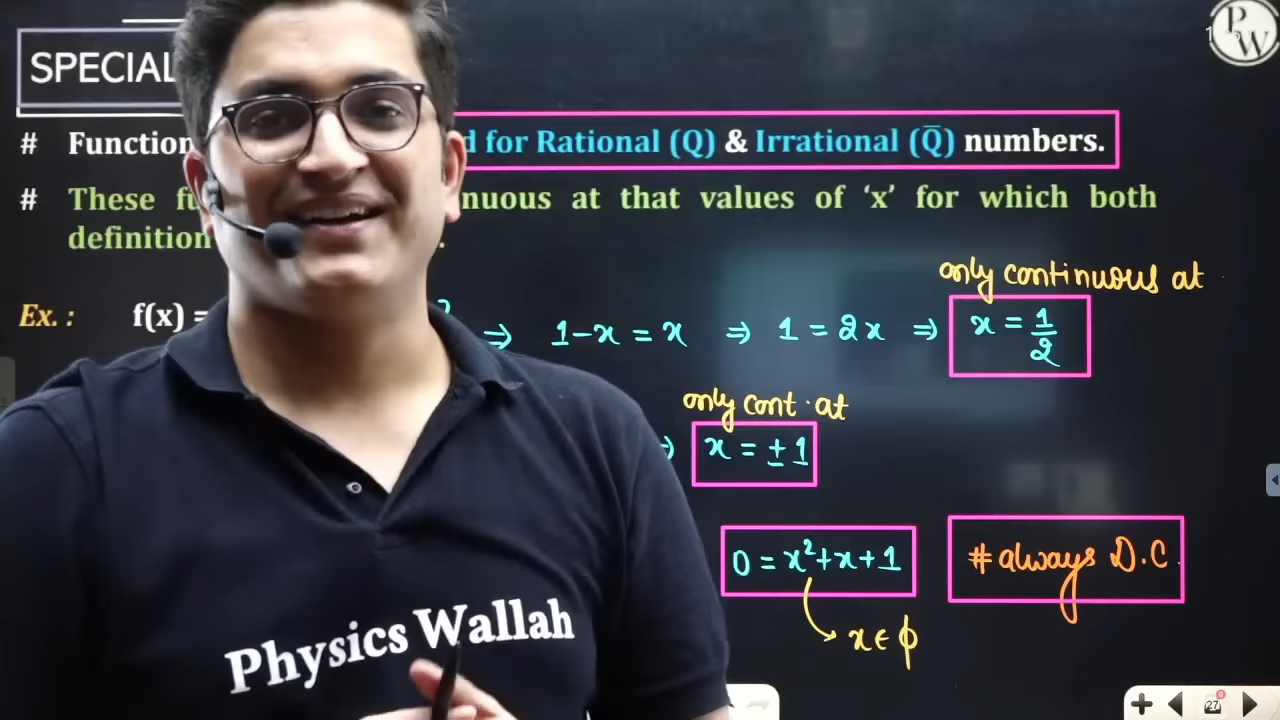 PW
SPECIAL
# Function d for Rational (Q) & Irrational (Q̅) numbers.
# These fu nuous at that values of ‘x’ for which both
definition
only continuous at
Ex. : f(x) = ⇒ 1-x = x ⇒ 1 = 2x ⇒ x = 1/2
only cont. at
x = ±1
0 = x²+x+1 # always D.C.
x ∈ ϕ
Physics Wallah
27